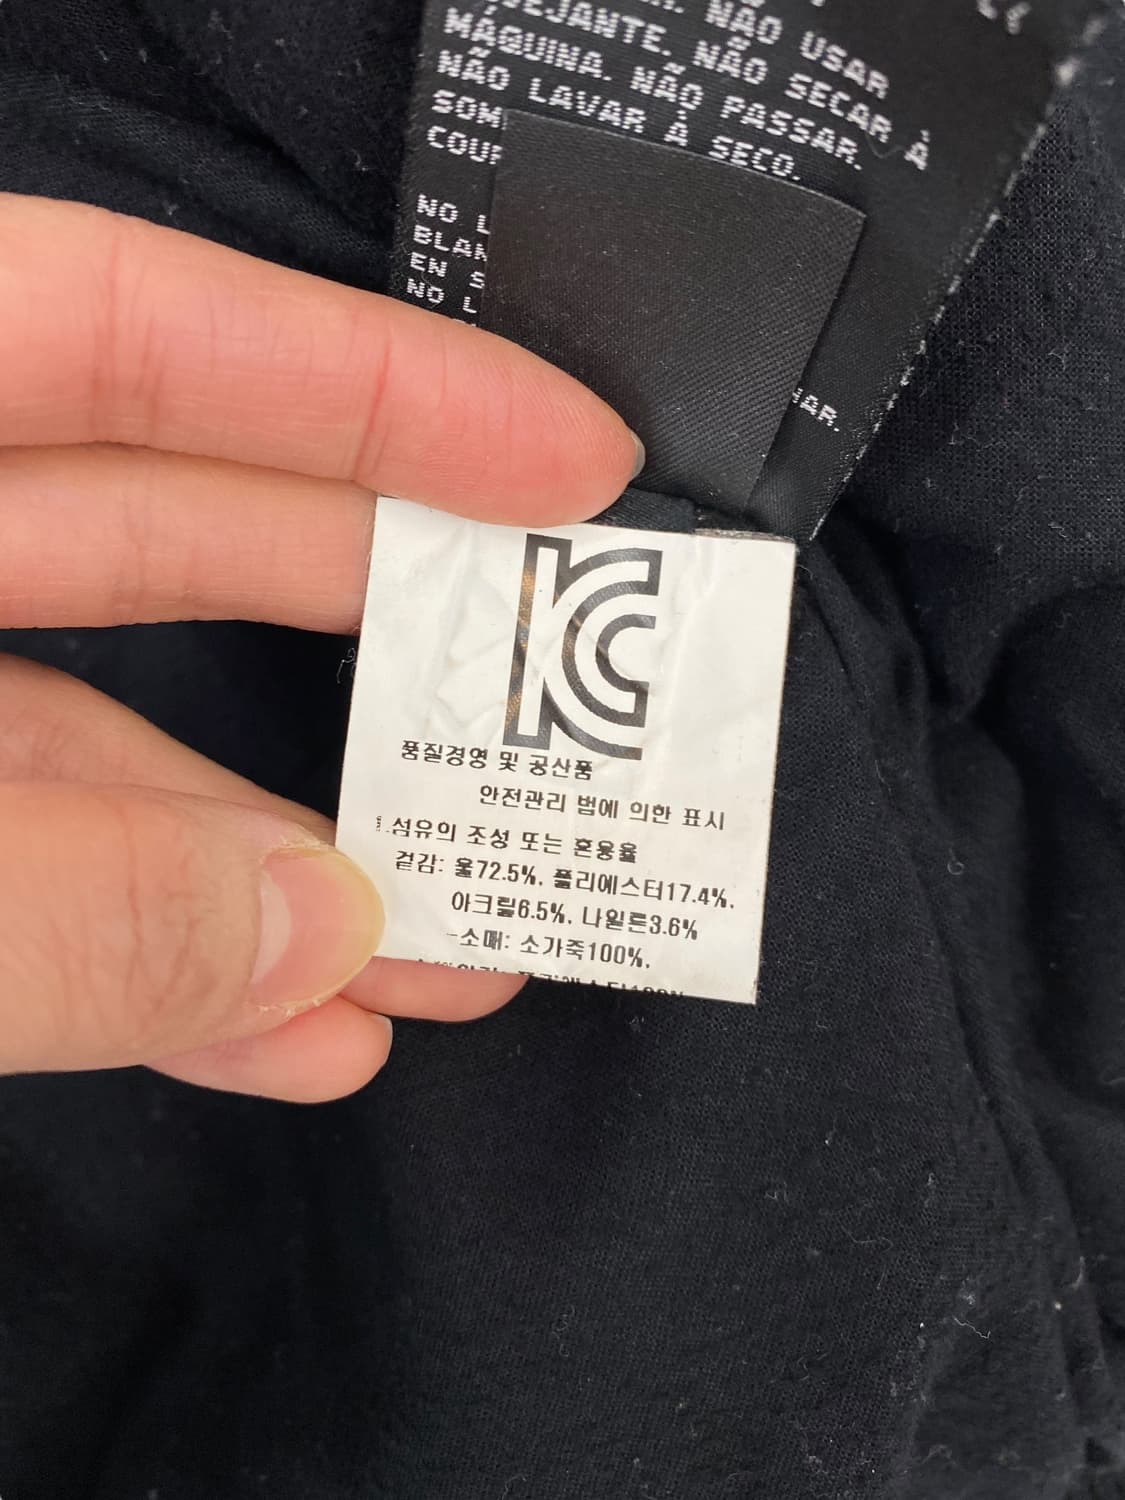 NÃO USAR
NÃO SECAR À
MÁQUINA. NÃO PASSAR.
NÃO LAVAR À SECO.
NO
EN
NO
KC
품질경영 및 공산품
안전관리 법에 의한 표시
섬유의 조성 또는 혼용율
겉감: 울72.5%, 폴리에스터17.4%,
아크릴6.5%, 나일론3.6%
-소매: 소가죽100%,